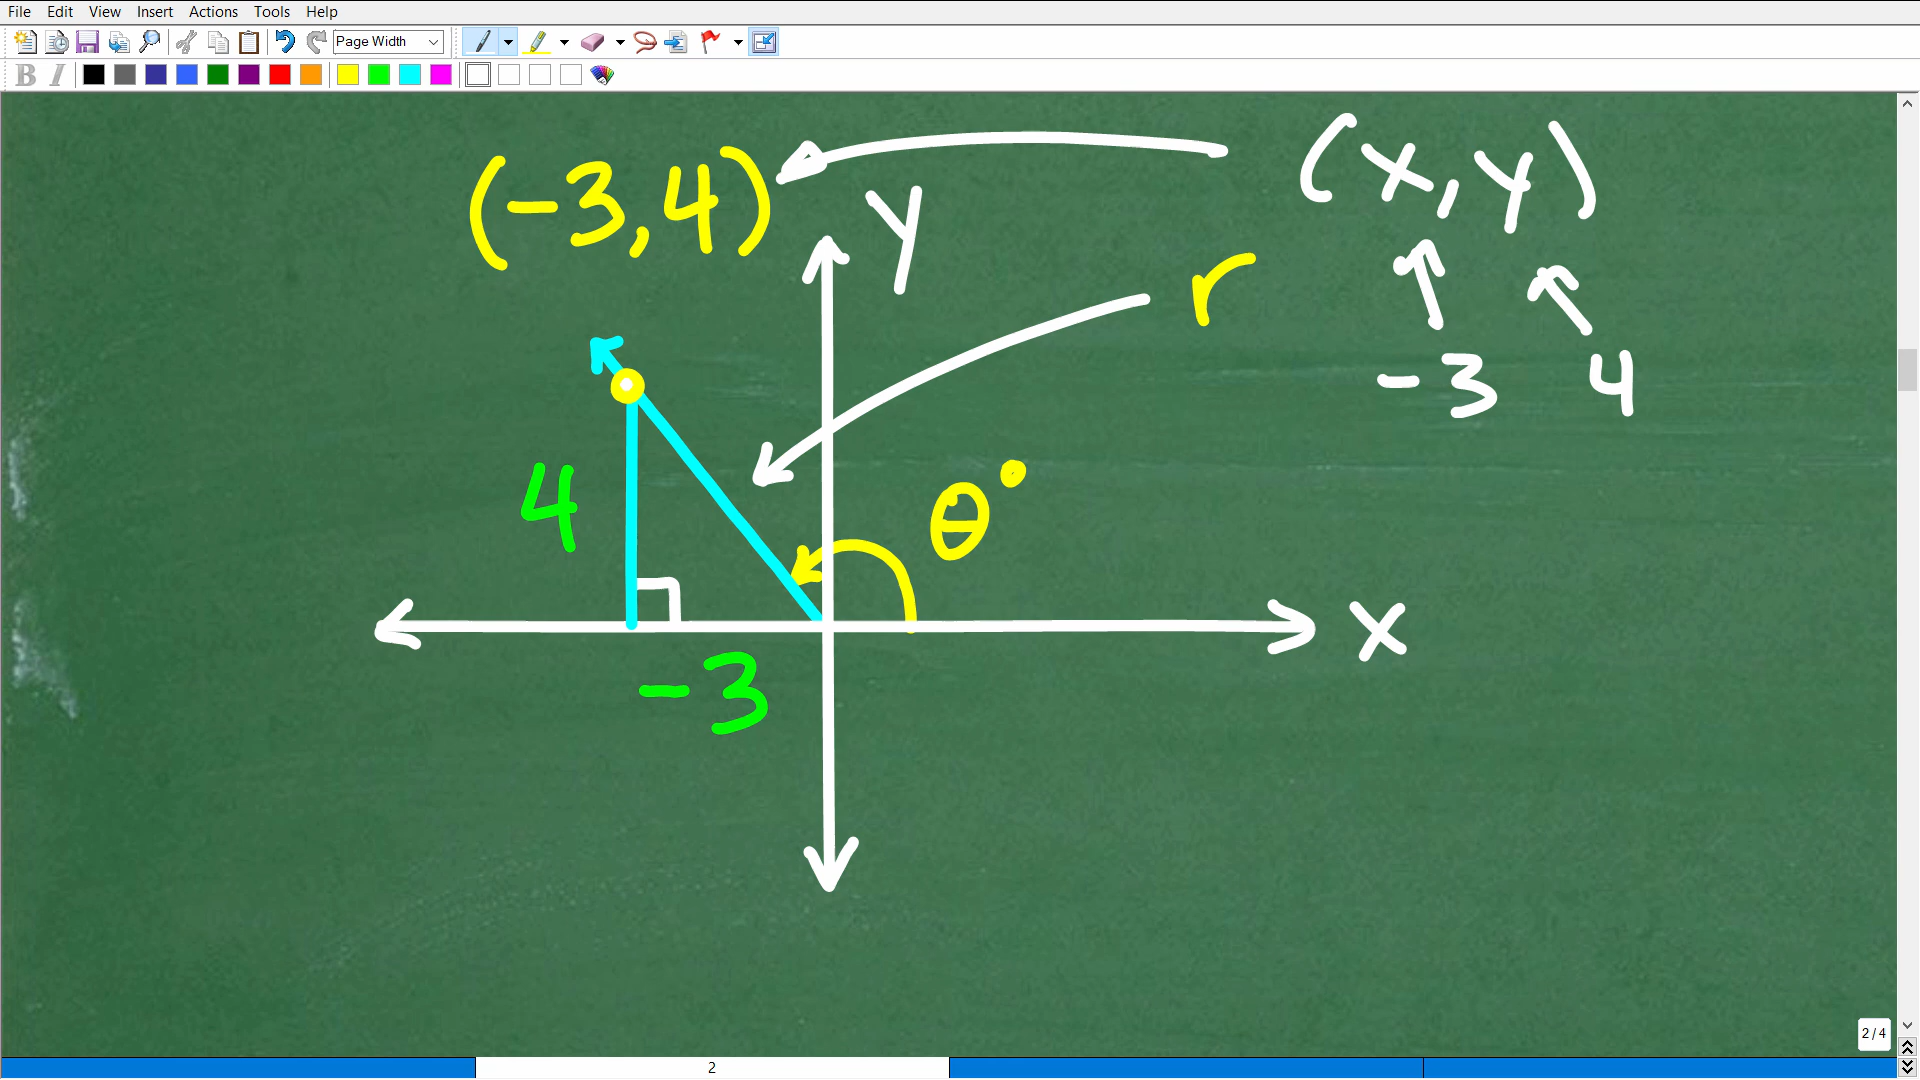 File Edit View Insert Actions Tools Help
Page Width
B I
(-3,4)
(x,y)
y
r
-3
4
4
θ°
x
-3
2/4
2